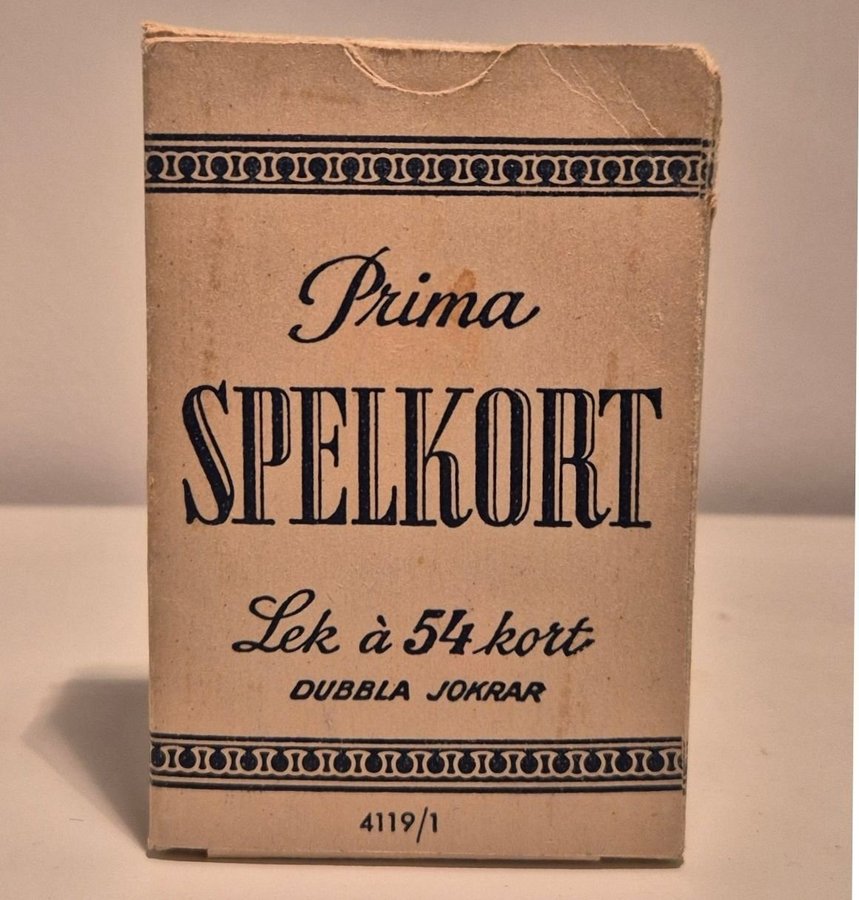 Prima
SPELKORT
Lek à 54 kort
DUBBLA JOKRAR
4119/1